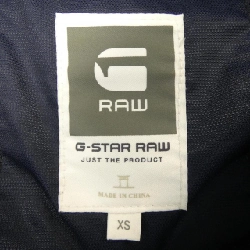 G
RAW
G-STAR RAW
JUST THE PRODUCT
MADE IN CHINA
XS